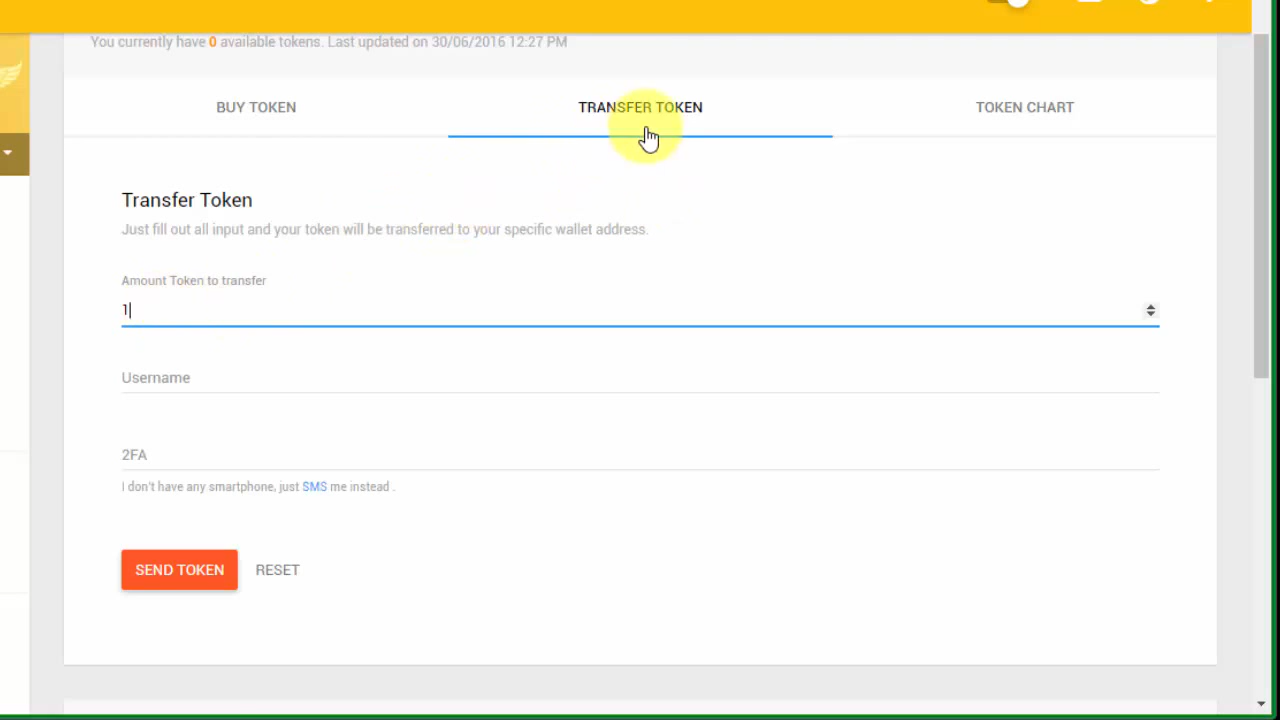 You currently have 0 available tokens. Last updated on 30/06/2016 12:27 PM
BUY TOKEN
TRANSFER TOKEN
TOKEN CHART
Transfer Token
Just fill out all input and your token will be transferred to your specific wallet address.
Amount Token to transfer
1
Username
2FA
I don't have any smartphone, just SMS me instead .
SEND TOKEN
RESET